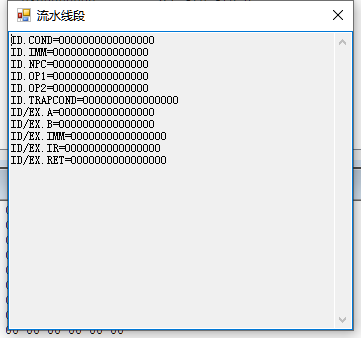 流水线段
ID.COND=0000000000000000
ID.IMM=0000000000000000
ID.NPC=0000000000000000
ID.OP1=0000000000000000
ID.OP2=0000000000000000
ID.TRAPCOND=0000000000000000
ID/EX.A=0000000000000000
ID/EX.B=0000000000000000
ID/EX.IMM=0000000000000000
ID/EX.IR=0000000000000000
ID/EX.RET=0000000000000000